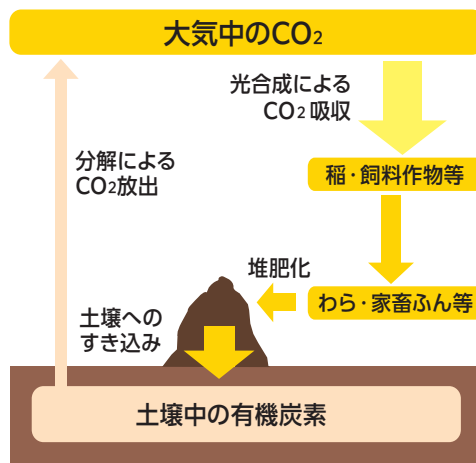 大気中のCO₂
光合成による
CO₂吸収
分解による
CO₂放出
稲・飼料作物等
堆肥化
わら・家畜ふん等
土壌への
すき込み
土壌中の有機炭素